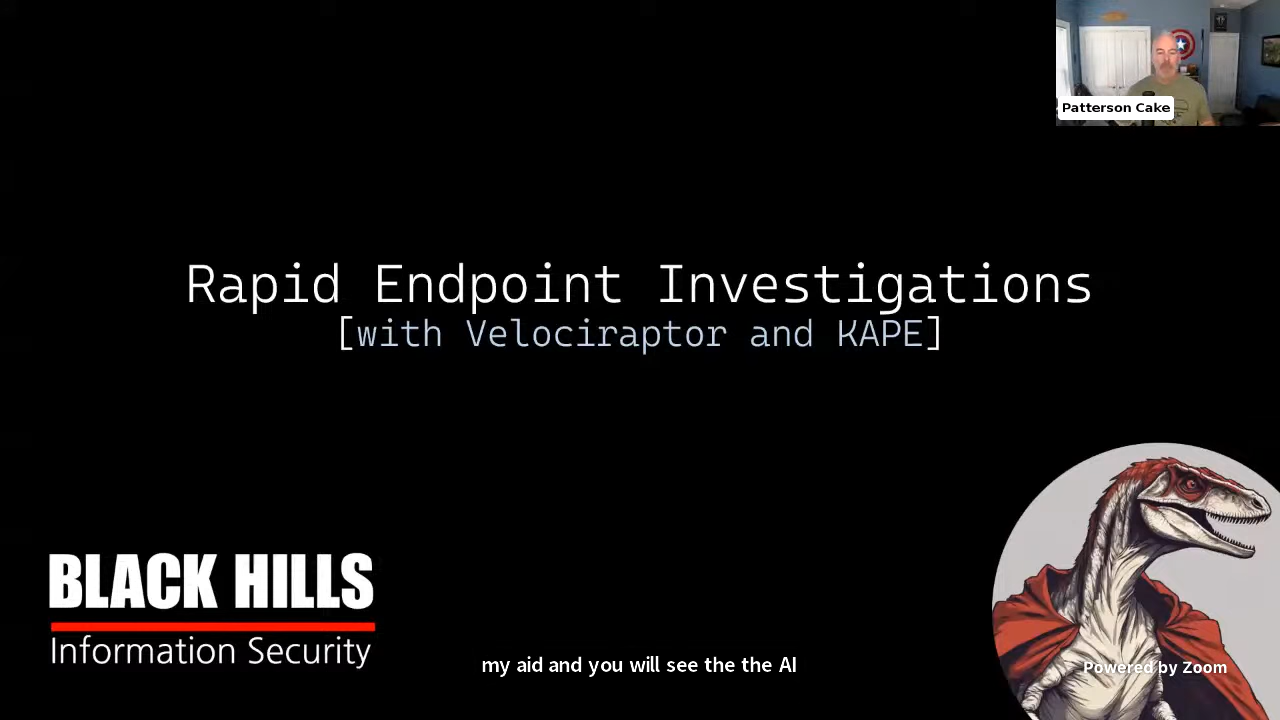 Patterson Cake
Rapid Endpoint Investigations
[with Velociraptor and KAPE]
BLACK HILLS
Information Security
my aid and you will see the the AI
Powered by Zoom